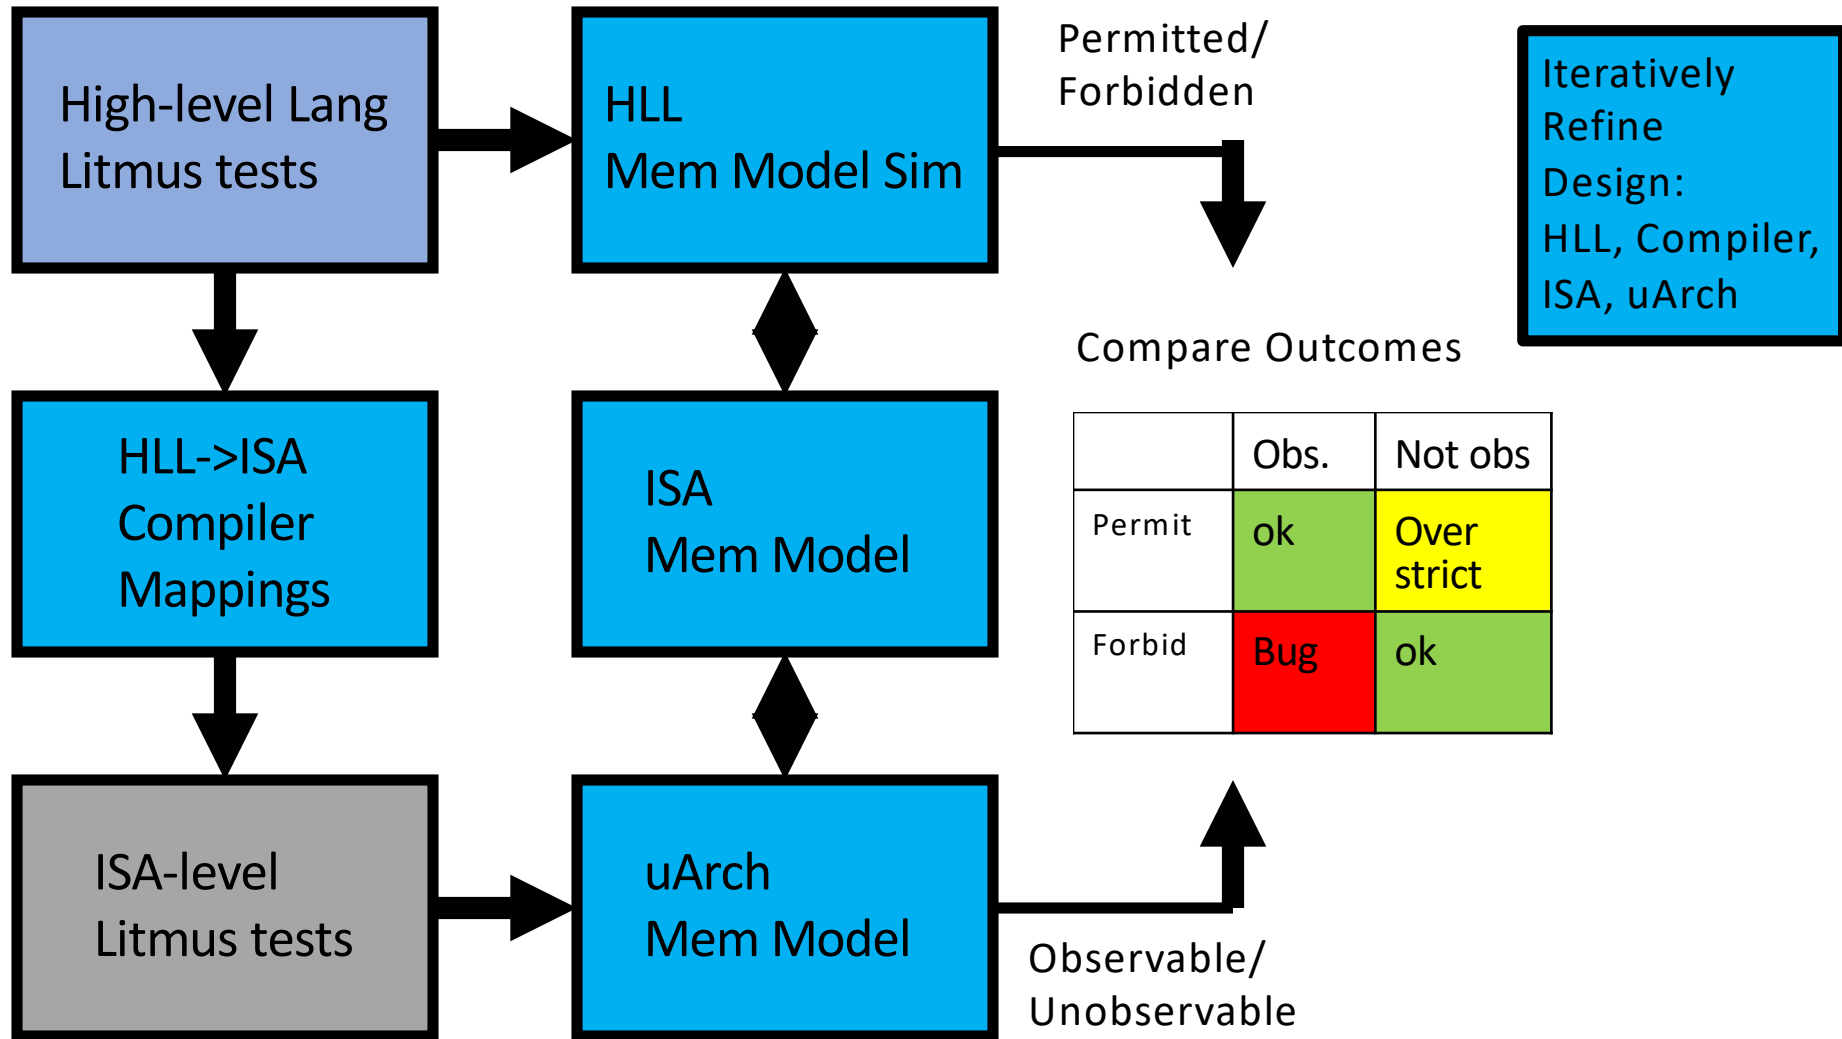 High-level Lang
Litmus tests
HLL
Mem Model Sim
Permitted/
Forbidden
Iteratively
Refine
Design:
HLL, Compiler,
ISA, uArch
HLL->ISA
Compiler
Mappings
ISA
Mem Model
Compare Outcomes
Obs.
Not obs
Permit
ok
Over
strict
Forbid
Bug
ok
ISA-level
Litmus tests
uArch
Mem Model
Observable/
Unobservable